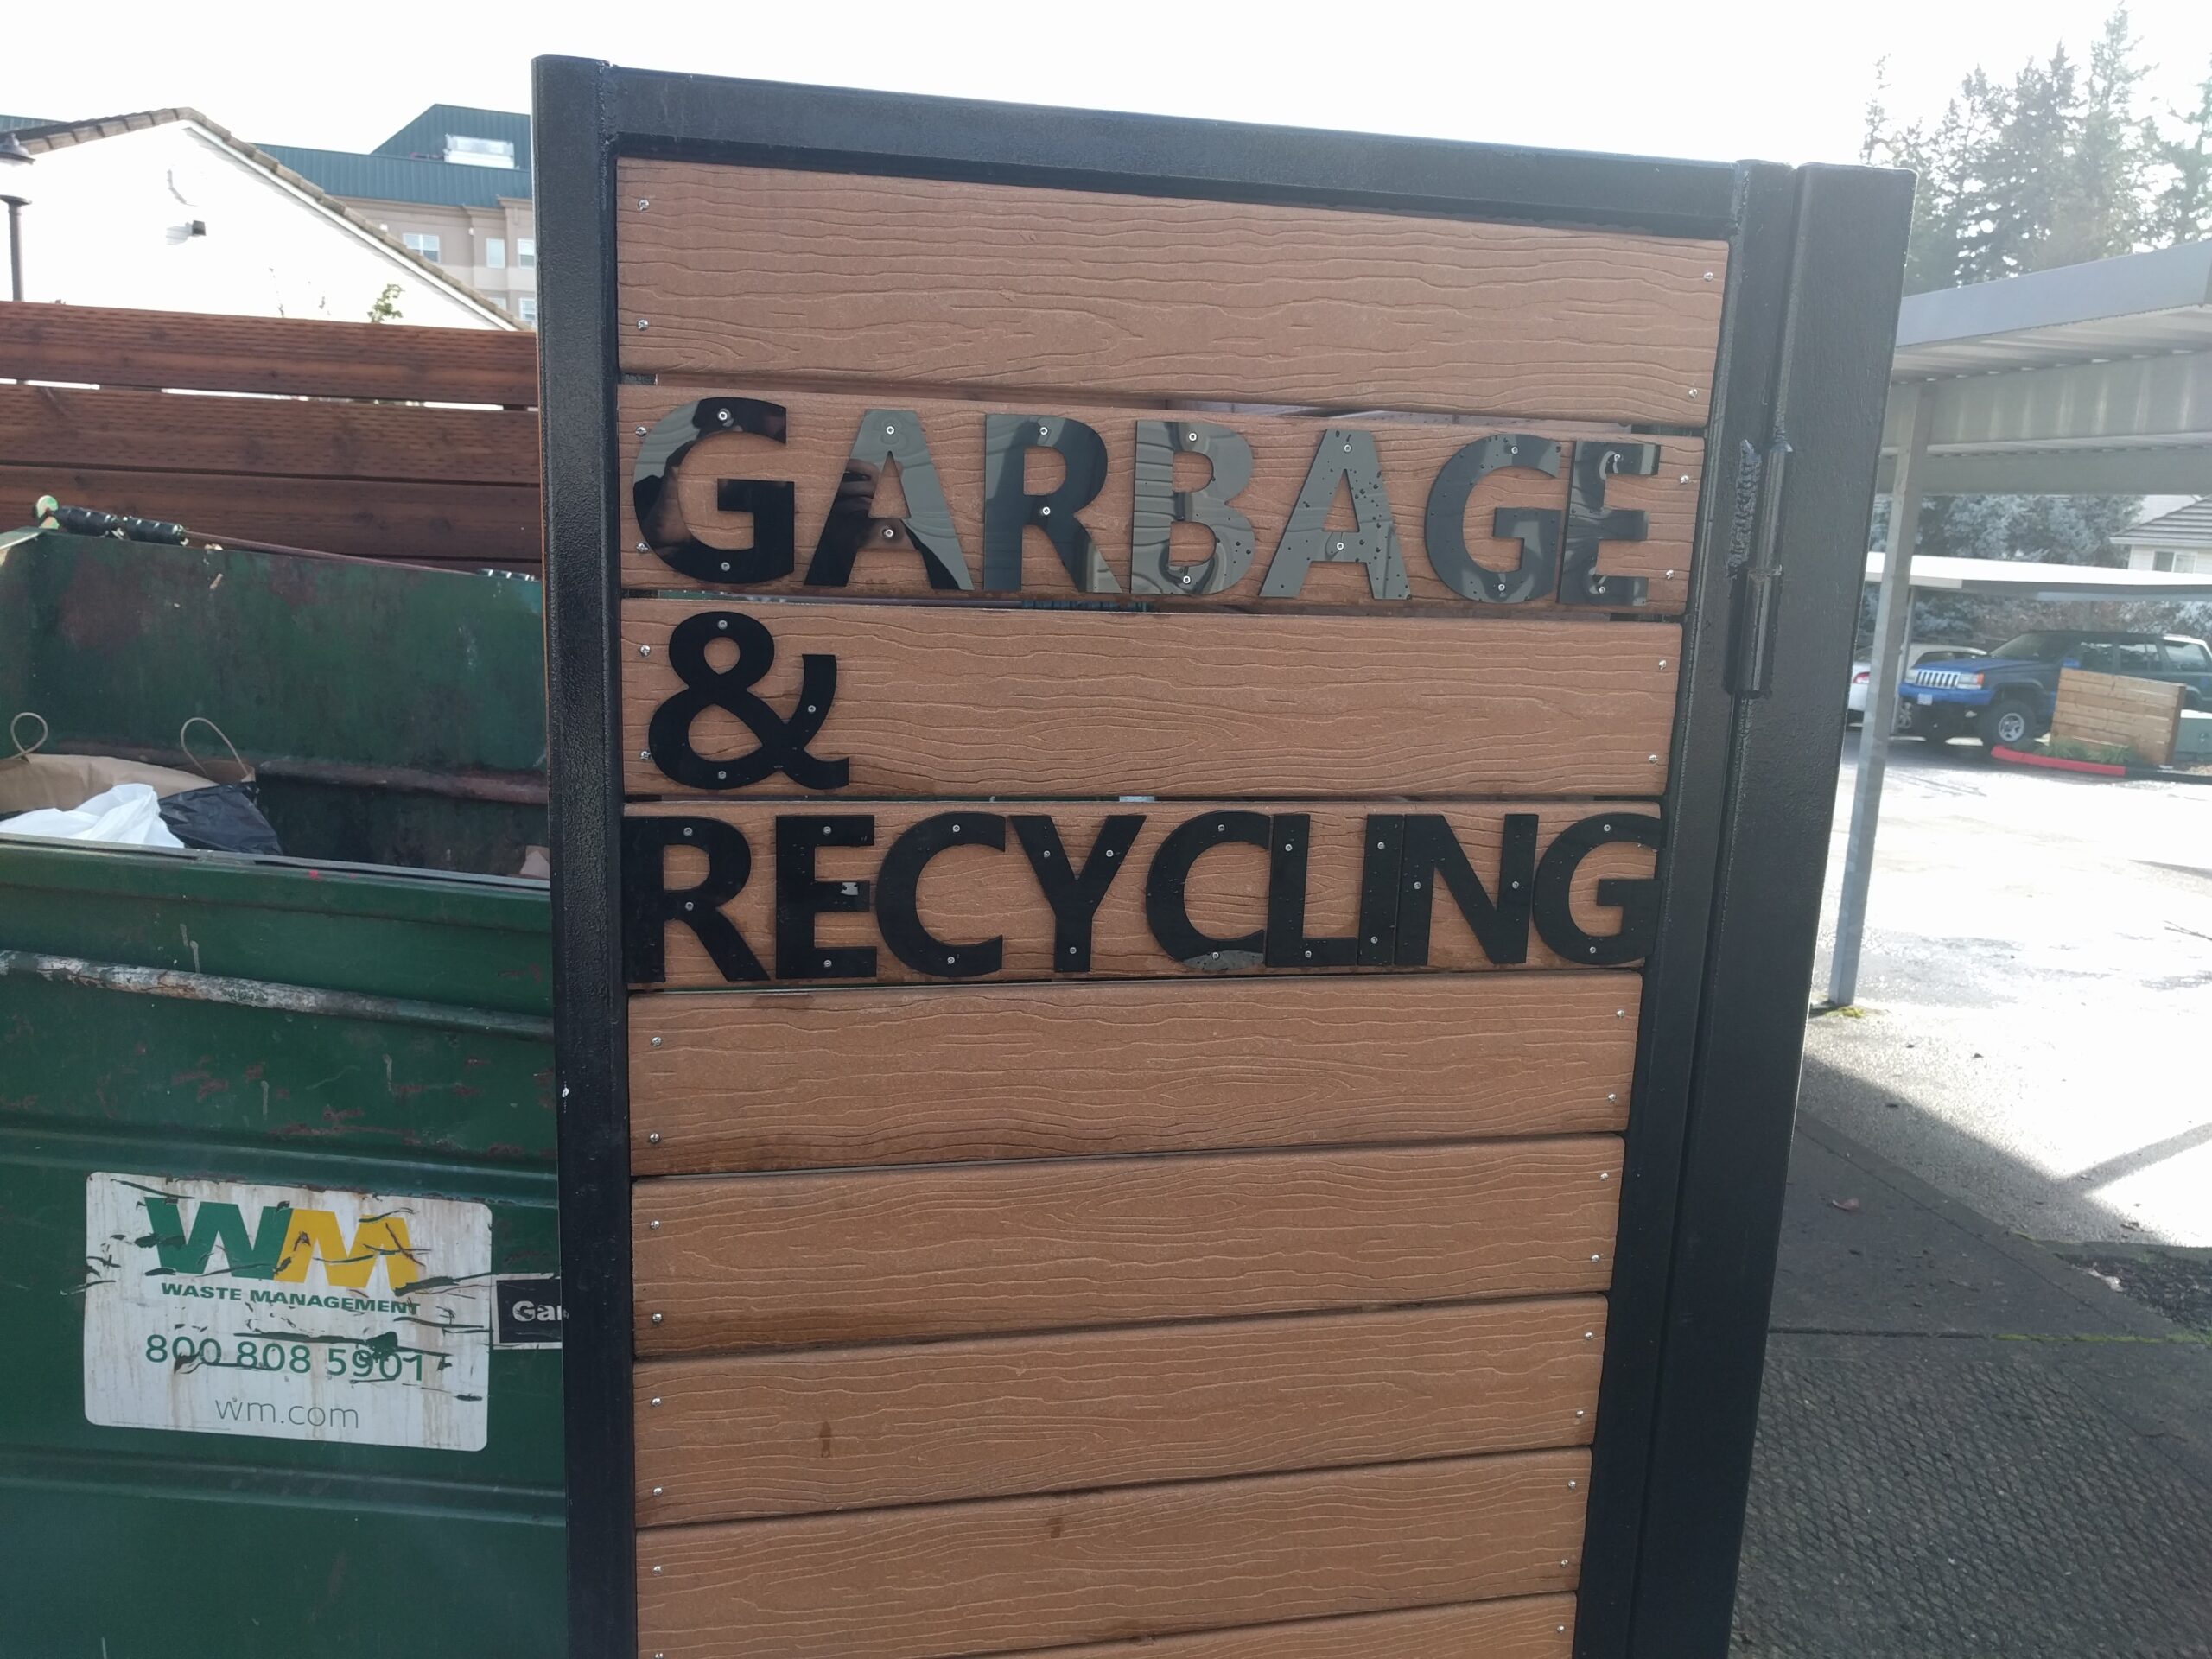 GARBAGE
&
RECYCLING
WM
WASTE MANAGEMENT
800 808 5901
wm.com